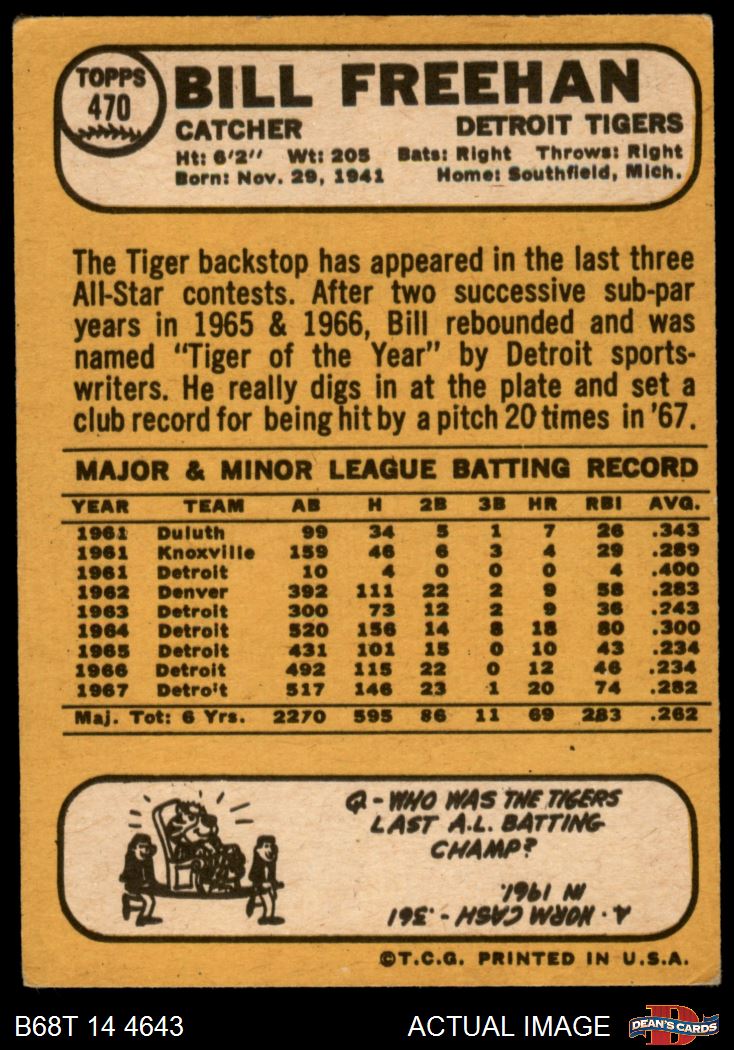 TOPPS
470
BILL FREEHAN
CATCHER DETROIT TIGERS
Ht: 6'2" Wt: 205 Bats: Right Throws: Right
Born: Nov. 29, 1941 Home: Southfield, Mich.
The Tiger backstop has appeared in the last three
All-Star contests. After two successive sub-par
years in 1965 & 1966, Bill rebounded and was
named "Tiger of the Year" by Detroit sports-
writers. He really digs in at the plate and set a
club record for being hit by a pitch 20 times in '67.
MAJOR & MINOR LEAGUE BATTING RECORD
YEAR TEAM AB H 2B 3B HR RBI AVG.
1961 Duluth 99 34 5 1 7 26 .343
1961 Knoxville 159 46 6 3 4 29 .289
1961 Detroit 10 4 0 0 0 4 .400
1962 Denver 392 111 22 2 9 58 .283
1963 Detroit 300 73 12 2 9 36 .243
1964 Detroit 520 156 14 8 18 80 .300
1965 Detroit 431 101 15 0 10 43 .234
1966 Detroit 492 115 22 0 12 46 .234
1967 Detroit 517 146 23 1 20 74 .282
Maj. Tot: 6 Yrs. 2270 595 86 11 69 283 .262
Q - WHO WAS THE TIGERS
LAST A.L. BATTING
CHAMP?
A. NORM CASH - .361
IN 1961.
©T.C.G. PRINTED IN U.S.A.
B68T 14 4643 ACTUAL IMAGE D
DEAN'S CARDS